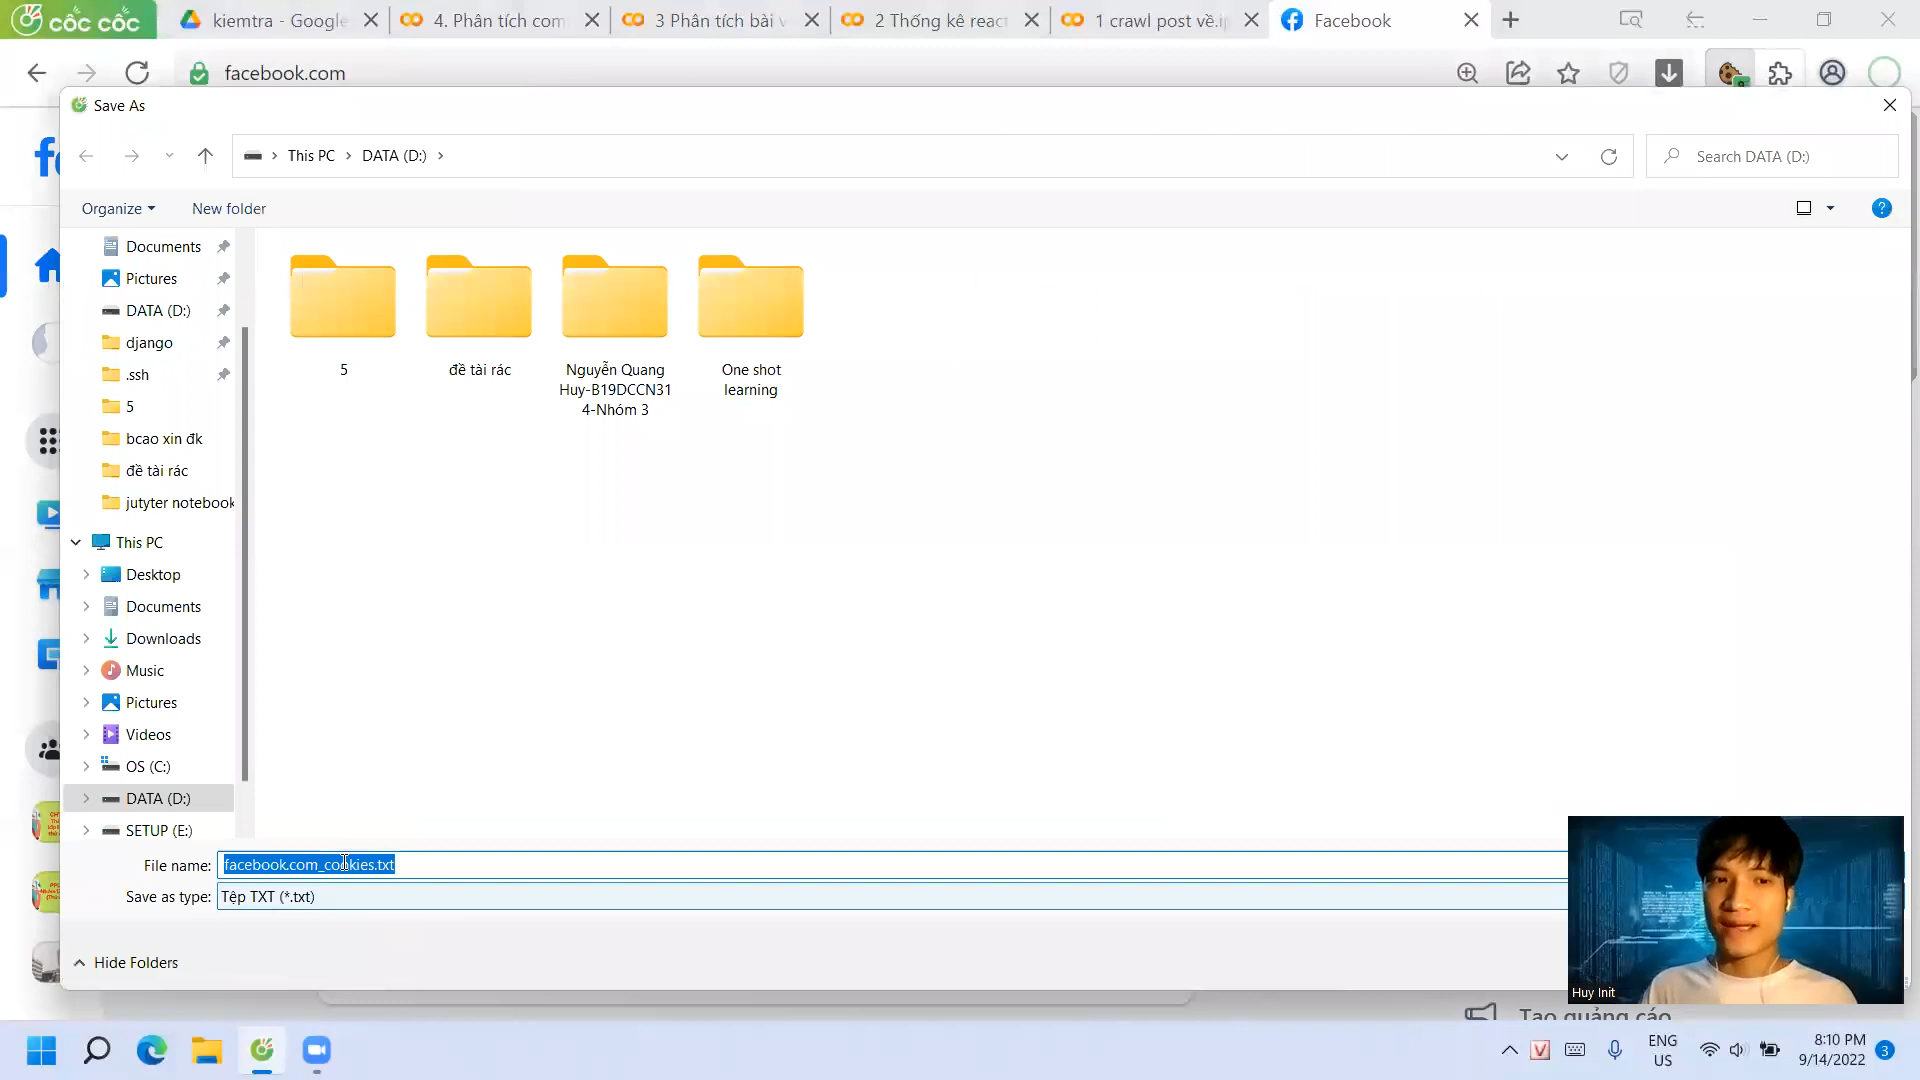 cốc cốc
kiemtra - Google
4. Phân tích com
3 Phân tích bài v
2 Thống kê react
1 crawl post về.i
Facebook
facebook.com
Save As
This PC
DATA (D:)
Search DATA (D:)
Organize
New folder
Documents
Pictures
DATA (D:)
django
.ssh
5
bcao xin đk
đề tài rác
jutyter notebook
This PC
Desktop
Documents
Downloads
Music
Pictures
Videos
OS (C:)
DATA (D:)
SETUP (E:)
5
đề tài rác
Nguyễn Quang
Huy-B19DCCN31
4-Nhóm 3
One shot
learning
File name: facebook.com_cookies.txt
Save as type: Tệp TXT (*.txt)
Hide Folders
Huy Init
Tạo quảng cáo
ENG
US
8:10 PM
9/14/2022
3